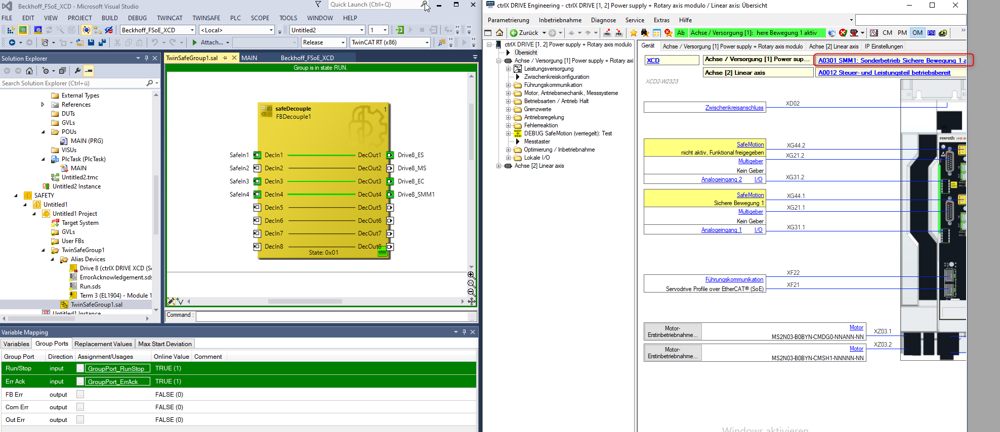 Beckhoff_FSoE_XCD - Microsoft Visual Studio
Quick Launch (Ctrl+Q)
FILE EDIT VIEW PROJECT BUILD DEBUG TWINCAT TWINSAFE PLC SCOPE TOOLS WINDOW HELP
Beckhoff_FSoE_XCD <Local> Untitled2 1
Attach... Release TwinCAT RT (x86)
Solution Explorer
Search Solution Explorer (Ctrl+ü)
External Types
References
DUTs
GVLs
POUs
MAIN (PRG)
VISUs
PlcTask (PlcTask)
MAIN
Untitled2.tmc
Untitled2 Instance
SAFETY
Untitled1
Untitled1 Project
Target System
GVLs
User FBs
TwinSafeGroup1
Alias Devices
Drive 8 (ctrlX DRIVE XCD (Sc
ErrorAcknowledgement.sds
Run.sds
Term 3 (EL1904) - Module 1
TwinSafeGroup1.sal
Untitled1 Instance
TwinSafeGroup1.sal MAIN Beckhoff_FSoE_XCD
Group is in state RUN.
safeDecouple 1
FBDecouple1
SafeIn1 DecIn1 DecOut1 Drive8_ES
SafeIn2 DecIn2 DecOut2 Drive8_MS
SafeIn3 DecIn3 DecOut3 Drive8_EC
SafeIn4 DecIn4 DecOut4 Drive8_SMM1
DecIn5 DecOut5
DecIn6 DecOut6
DecIn7 DecOut7
DecIn8 DecOut8
State: 0x01
Command :
Variable Mapping
Variables Group Ports Replacement Values Max Start Deviation
Group Port Direction Assignment/Usages Online Value Comment
Run/Stop input ... GroupPort_RunStop TRUE (1)
Err Ack input ... GroupPort_ErrAck TRUE (1)
FB Err output ... FALSE (0)
Com Err output ... FALSE (0)
Out Err output ... FALSE (0)
ctrlX DRIVE Engineering - ctrlX DRIVE [1, 2] Power supply + Rotary axis modulo / Linear axis: Übersicht
Parametrierung Inbetriebnahme Diagnose Service Extras Hilfe
Zurück Ab Achse / Versorgung [1]: here Bewegung 1 aktiv CM PM OM
ctrlX DRIVE [1, 2] Power supply + Rotary axis modulo
Übersicht
Achse / Versorgung [1] Power supply + Rotary axi
Leistungsversorgung
Zwischenkreiskonfiguration
Führungskommunikation
Motor, Antriebsmechanik, Messsysteme
Betriebsarten / Antrieb Halt
Grenzwerte
Antriebsregelung
Fehlerreaktion
DEBUG SafeMotion (verriegelt): Test
Messtaster
Optimierung / Inbetriebnahme
Lokale I/O
Achse [2] Linear axis
Gerät Achse / Versorgung [1] Power supply + Rotary axis modulo Achse [2] Linear axis IP Einstellungen
XCD Achse / Versorgung [1] Power sup... A0301 SMM1: Sonderbetrieb Sichere Bewegung 1 a
Achse [2] Linear axis A0012 Steuer- und Leistungsteil betriebsbereit
XCD2-W2323
Zwischenkreisanschluss XD02
SafeMotion XG44.2
nicht aktiv, Funktional freigegeben
Multigeber XG21.2
Kein Geber
Analogeingang 2 I/O XG31.2
SafeMotion XG44.1
Sichere Bewegung 1
Multigeber XG21.1
Kein Geber
Analogeingang 1 I/O XG31.1
rexroth
Führungskommunikation XF22
Servodrive Profile over EtherCAT® (SoE) XF21
Motor-Erstinbetriebnahme... Motor XZ03.1
MS2N03-B0BYN-CMDG0-NNANN-NN
Motor-Erstinbetriebnahme... Motor XZ03.2
MS2N03-B0BYN-CMSH1-NNNNN-NN
Windows aktivieren